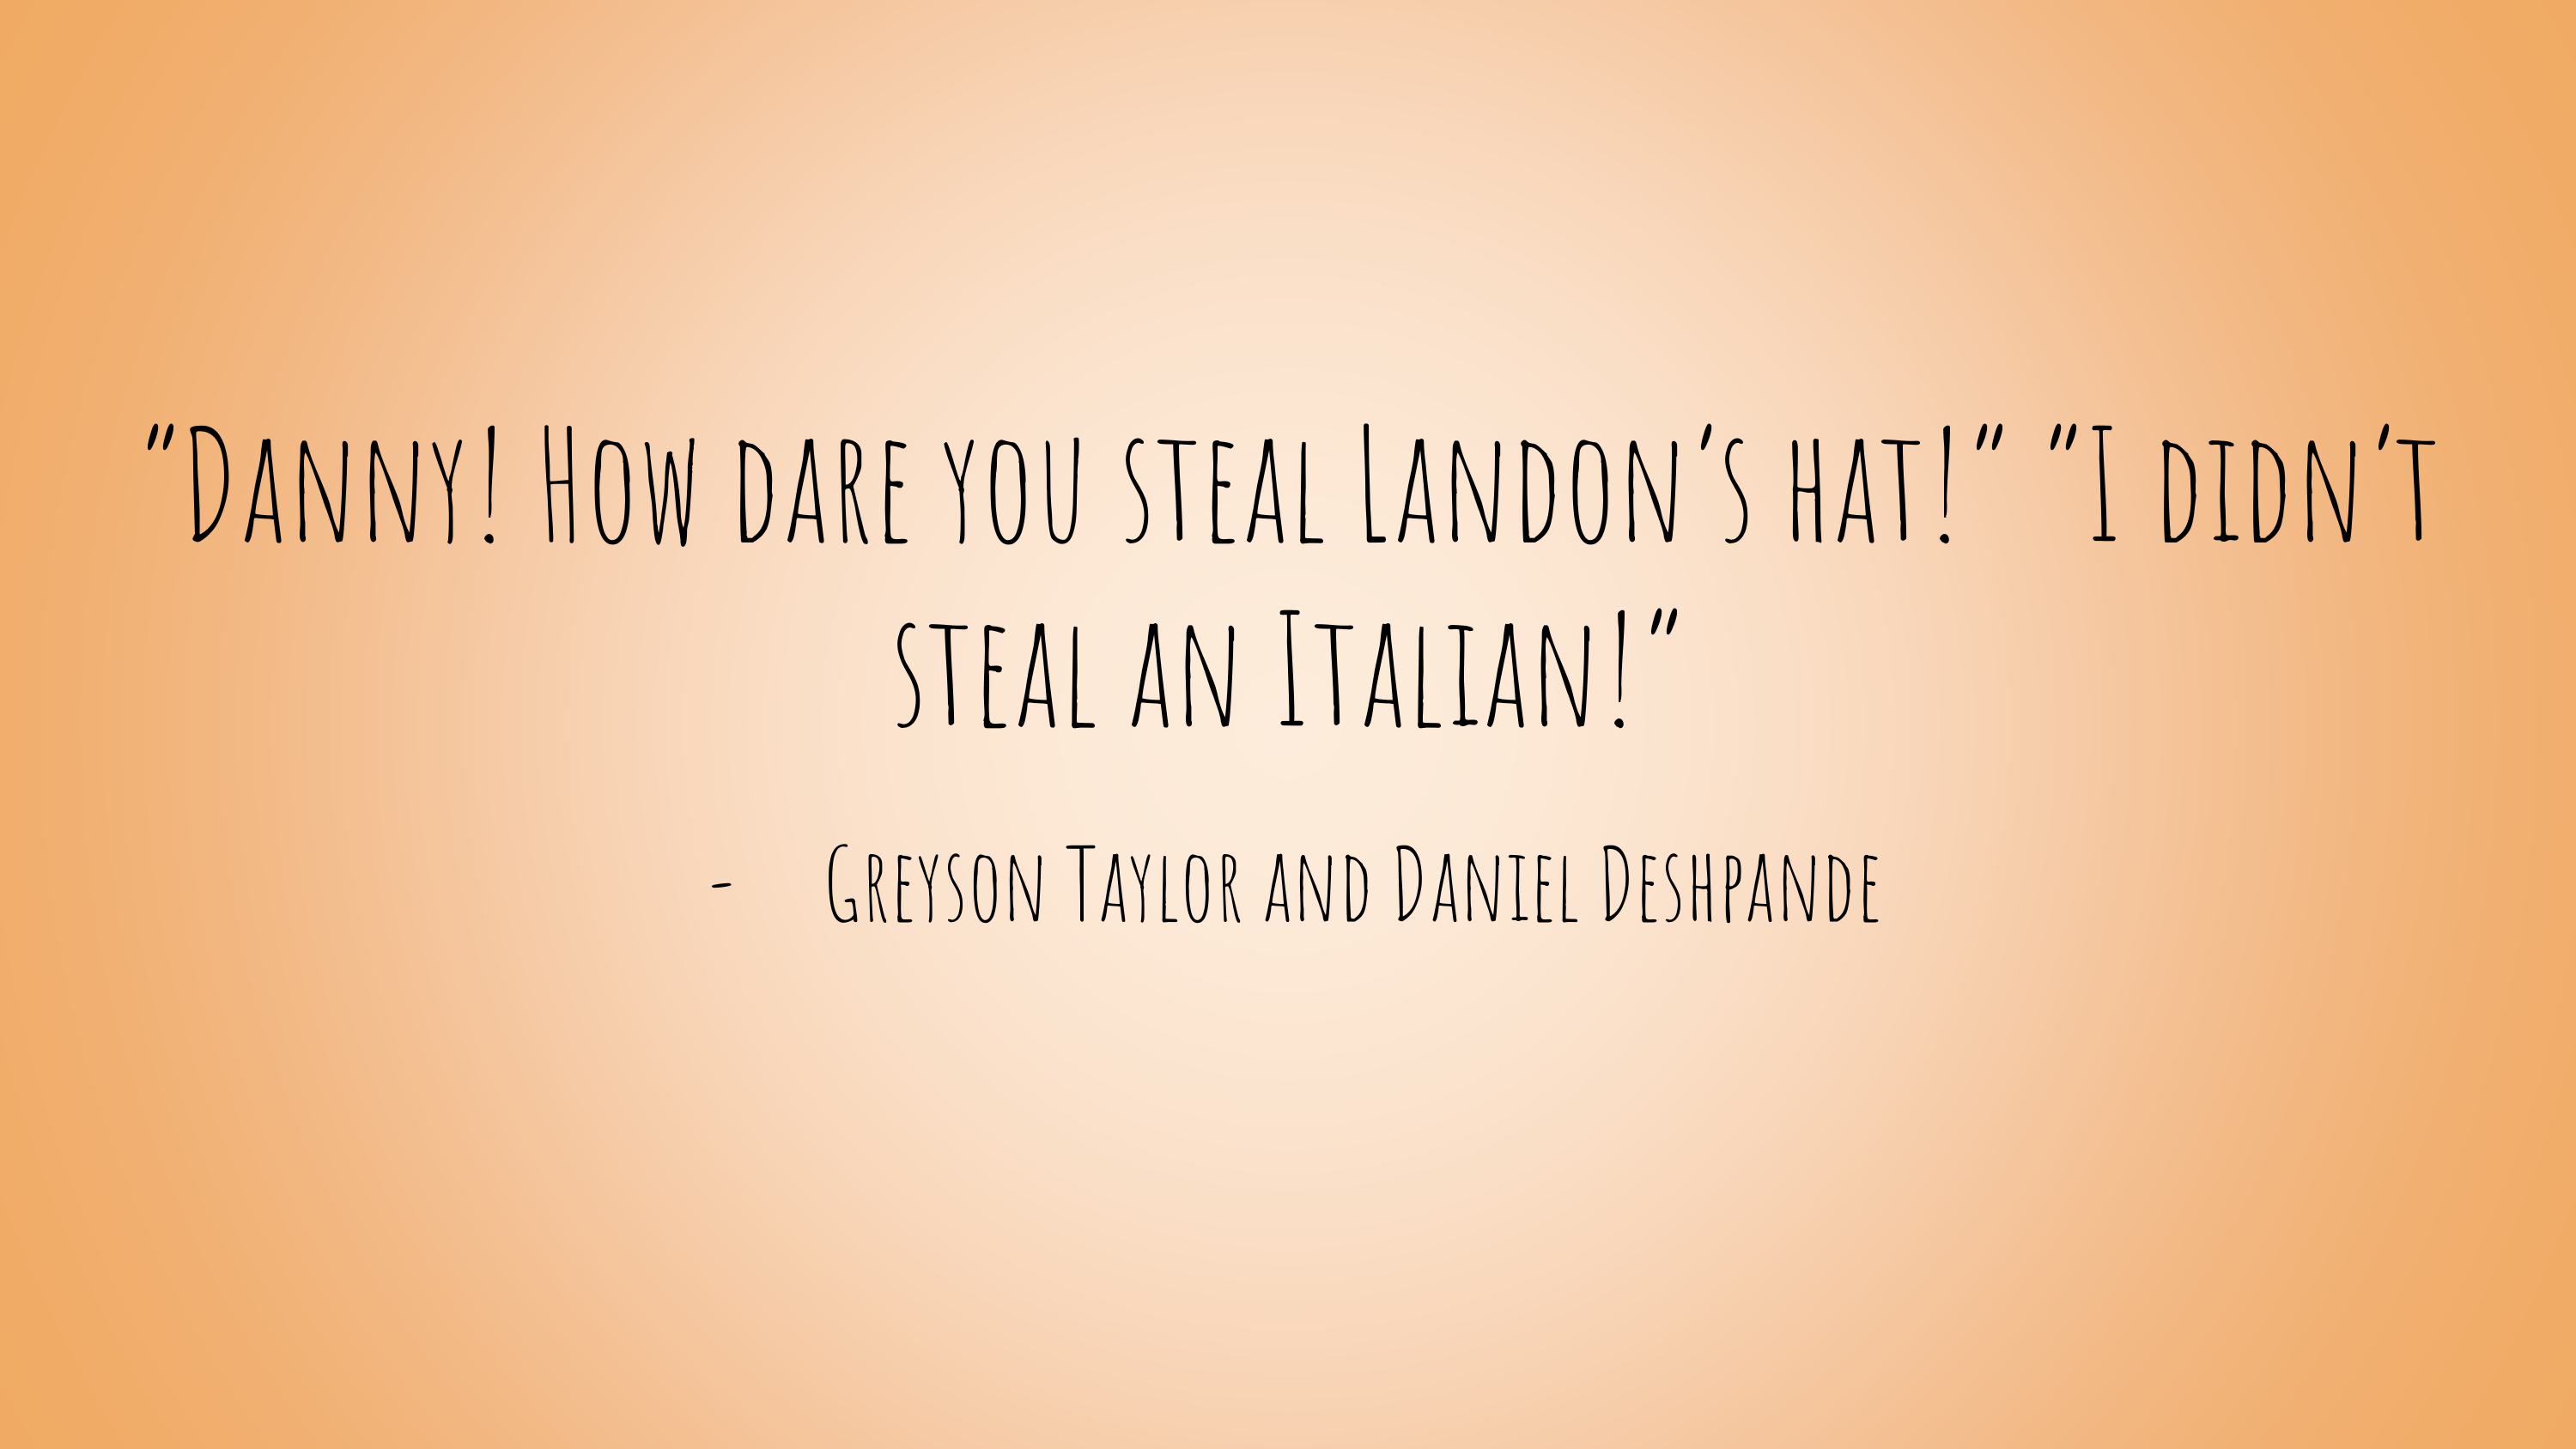 “Danny! How dare you steal Landon’s hat!” “I didn’t
steal an Italian!”
- Greyson Taylor and Daniel Deshpande